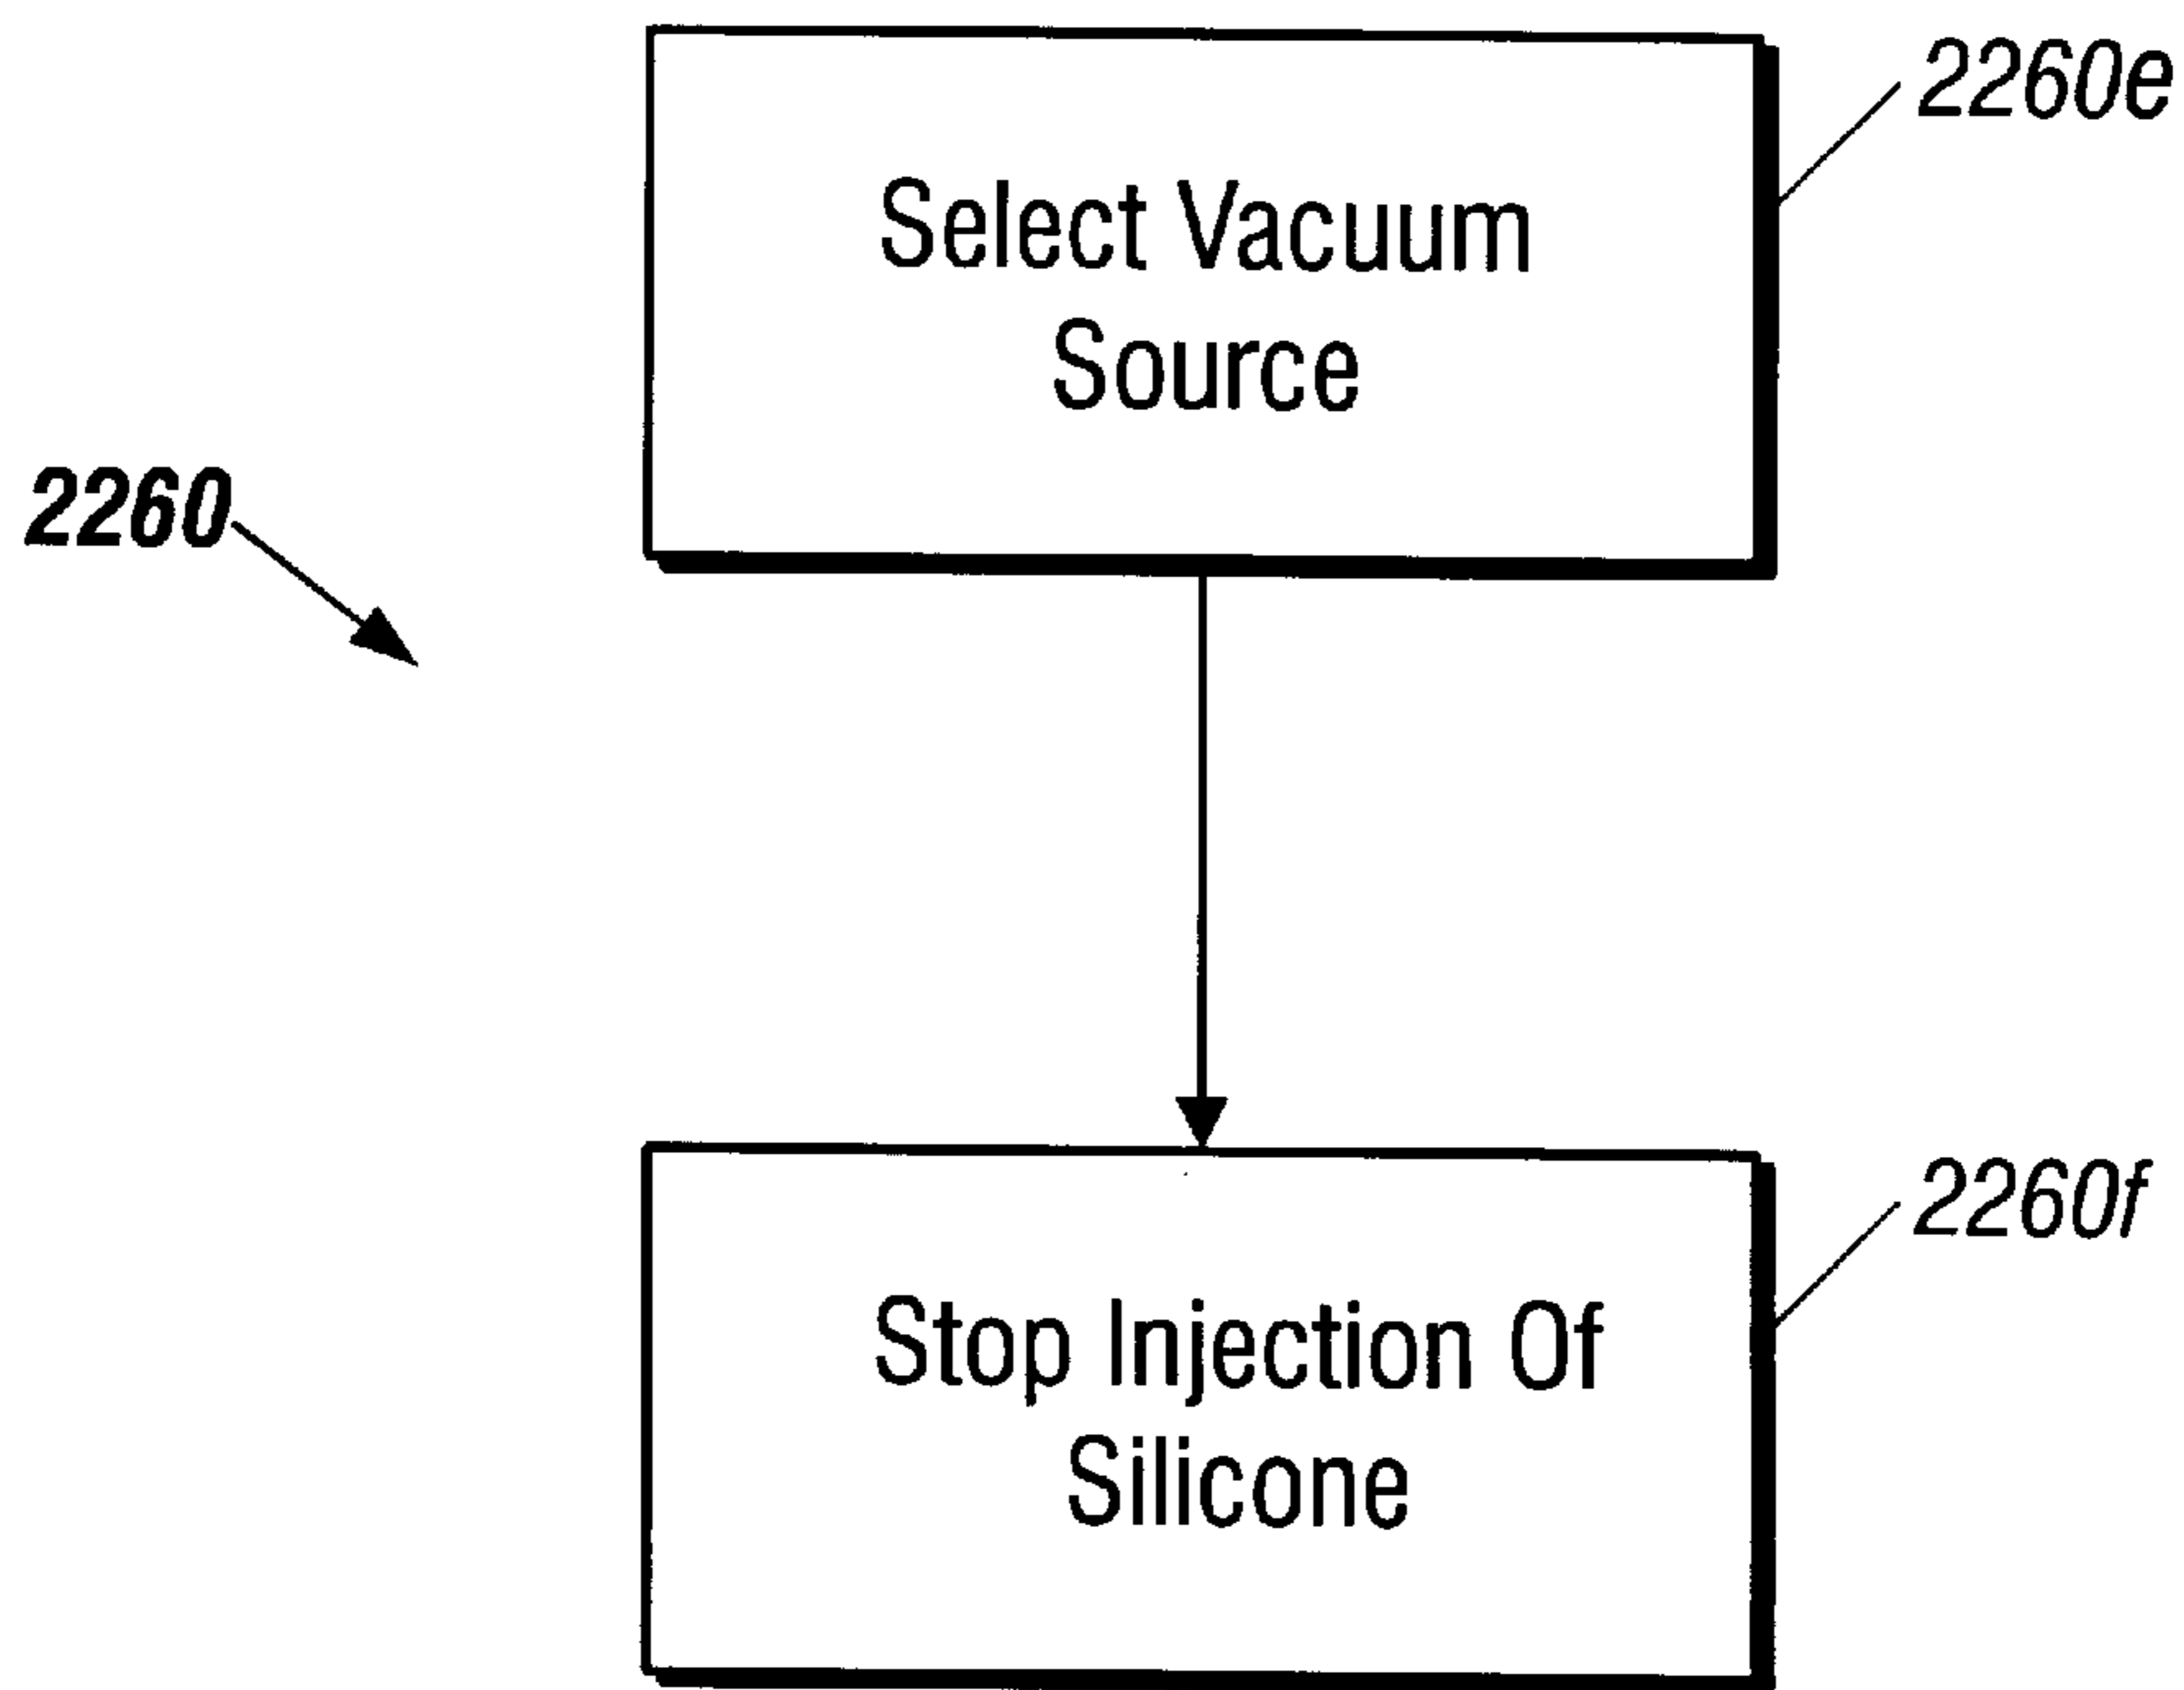 2260e
Select Vacuum
Source
2260
2260f
Stop Injection Of
Silicone